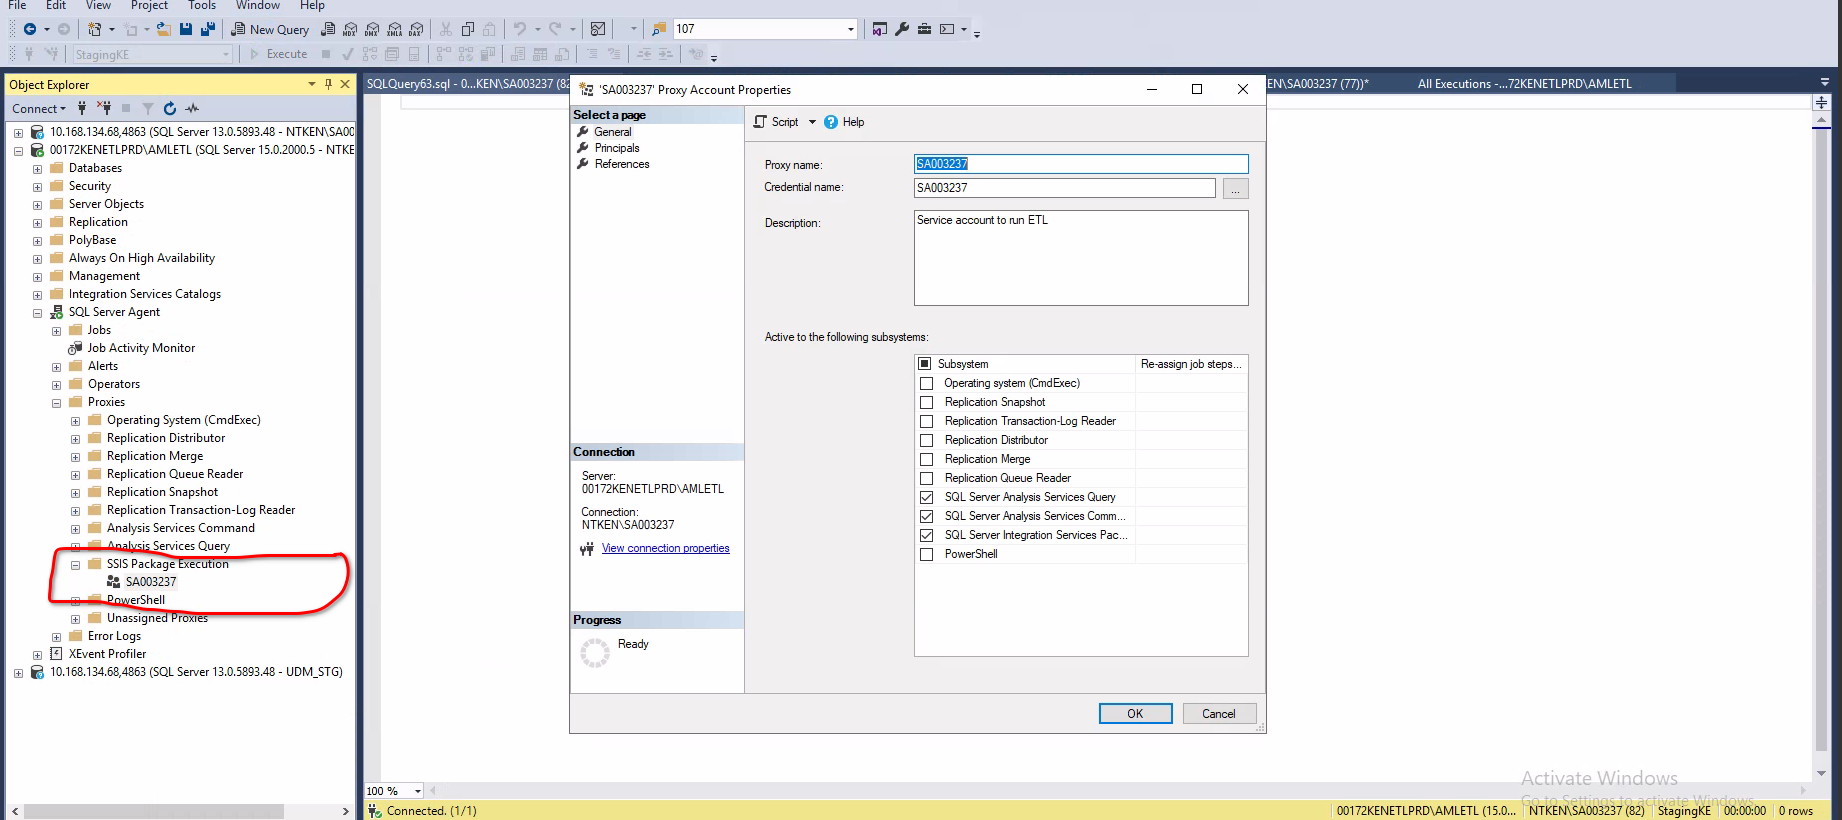 File Edit View Project Tools Window Help
New Query MDX DMX XMLA DAX 107
StagingKE Execute
Object Explorer
SQLQuery63.sql - 0...KEN\SA003237 (82
KEN\SA003237 (77))*
All Executions -...72KENETLPRD\AMLETL
Connect
10.168.134.68,4863 (SQL Server 13.0.5893.48 - NTKEN\SA00
00172KENETLPRD\AMLETL (SQL Server 15.0.2000.5 - NTKE
Databases
Security
Server Objects
Replication
PolyBase
Always On High Availability
Management
Integration Services Catalogs
SQL Server Agent
Jobs
Job Activity Monitor
Alerts
Operators
Proxies
Operating System (CmdExec)
Replication Distributor
Replication Merge
Replication Queue Reader
Replication Snapshot
Replication Transaction-Log Reader
Analysis Services Command
Analysis Services Query
SSIS Package Execution
SA003237
PowerShell
Unassigned Proxies
Error Logs
XEvent Profiler
10.168.134.68,4863 (SQL Server 13.0.5893.48 - UDM_STG)
'SA003237' Proxy Account Properties
Select a page
General
Principals
References
Connection
Server:
00172KENETLPRD\AMLETL
Connection:
NTKEN\SA003237
View connection properties
Progress
Ready
Script Help
Proxy name: SA003237
Credential name: SA003237 ...
Description: Service account to run ETL
Active to the following subsystems:
Subsystem Re-assign job steps...
Operating system (CmdExec)
Replication Snapshot
Replication Transaction-Log Reader
Replication Distributor
Replication Merge
Replication Queue Reader
SQL Server Analysis Services Query
SQL Server Analysis Services Comm...
SQL Server Integration Services Pac...
PowerShell
OK Cancel
100 %
Activate Windows
Go to Settings to activate Windows.
Connected. (1/1)
00172KENETLPRD\AMLETL (15.0... NTKEN\SA003237 (82) StagingKE 00:00:00 0 rows